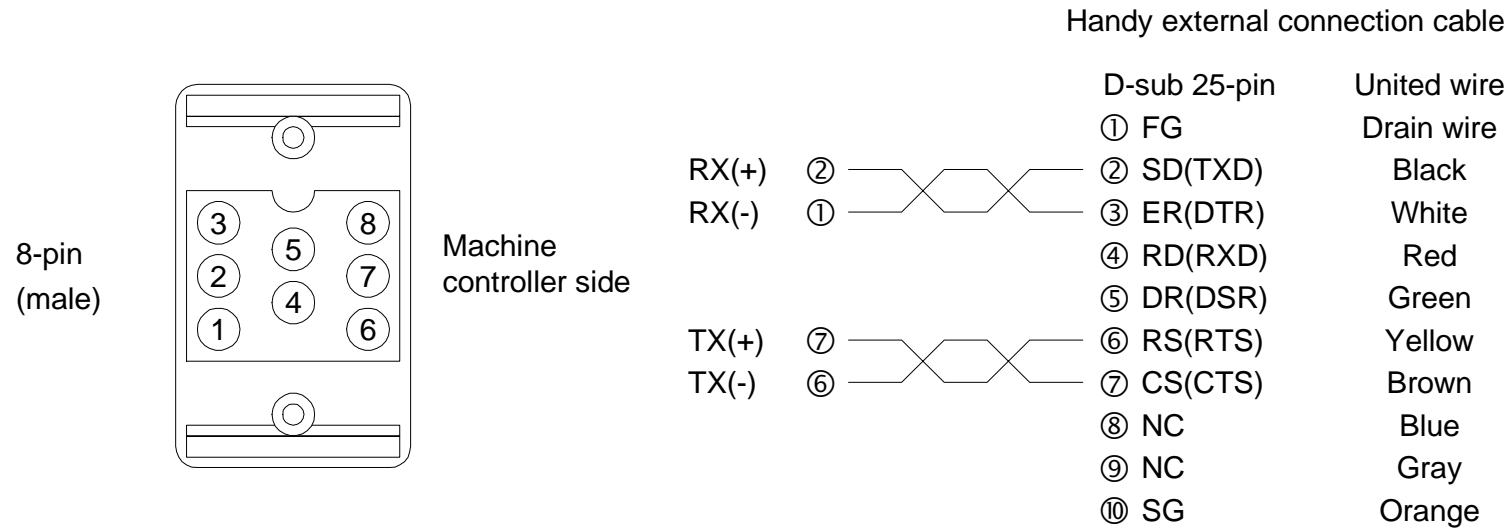 Handy external connection cable
D-sub 25-pin United wire
① FG Drain wire
RX(+) ② ② SD(TXD) Black
RX(-) ① ③ ER(DTR) White
④ RD(RXD) Red
⑤ DR(DSR) Green
TX(+) ⑦ ⑥ RS(RTS) Yellow
TX(-) ⑥ ⑦ CS(CTS) Brown
⑧ NC Blue
⑨ NC Gray
⑩ SG Orange
8-pin
(male)
3 8
5
2 7
4
1 6
Machine
controller side